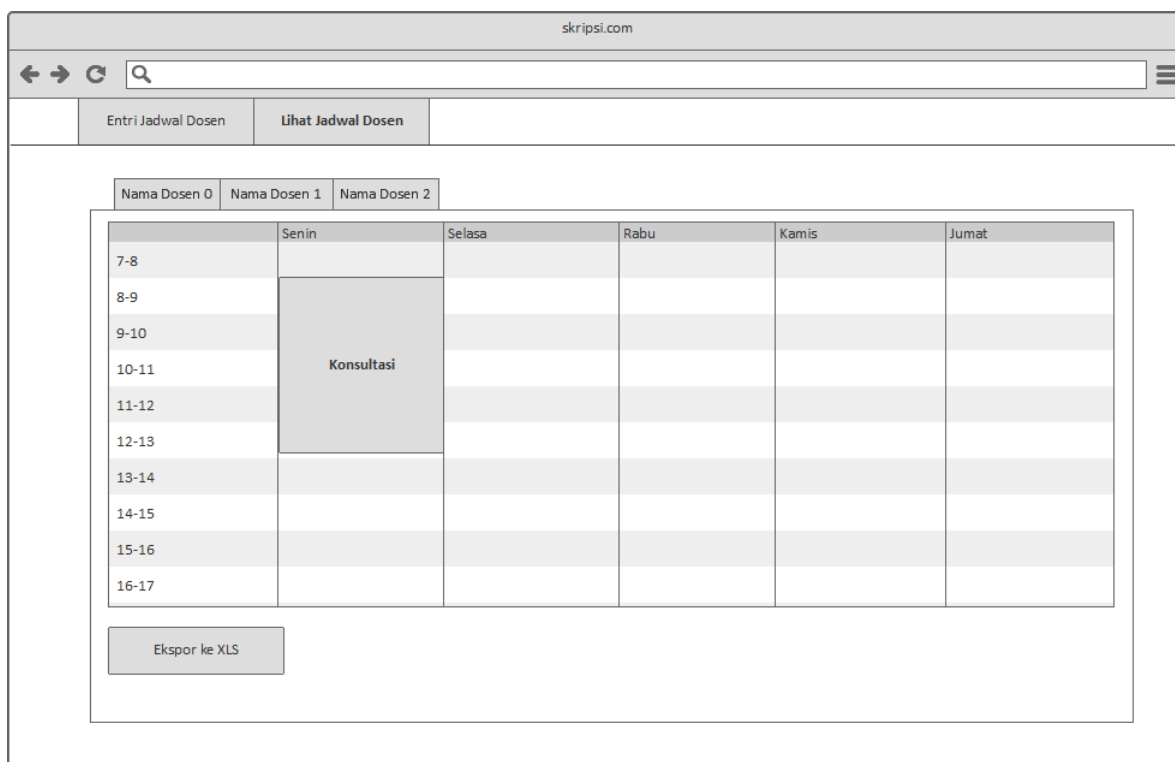 skripsi.com
Entri Jadwal Dosen Lihat Jadwal Dosen
Nama Dosen 0 Nama Dosen 1 Nama Dosen 2
Senin Selasa Rabu Kamis Jumat
7-8
8-9
9-10
10-11 Konsultasi
11-12
12-13
13-14
14-15
15-16
16-17
Ekspor ke XLS